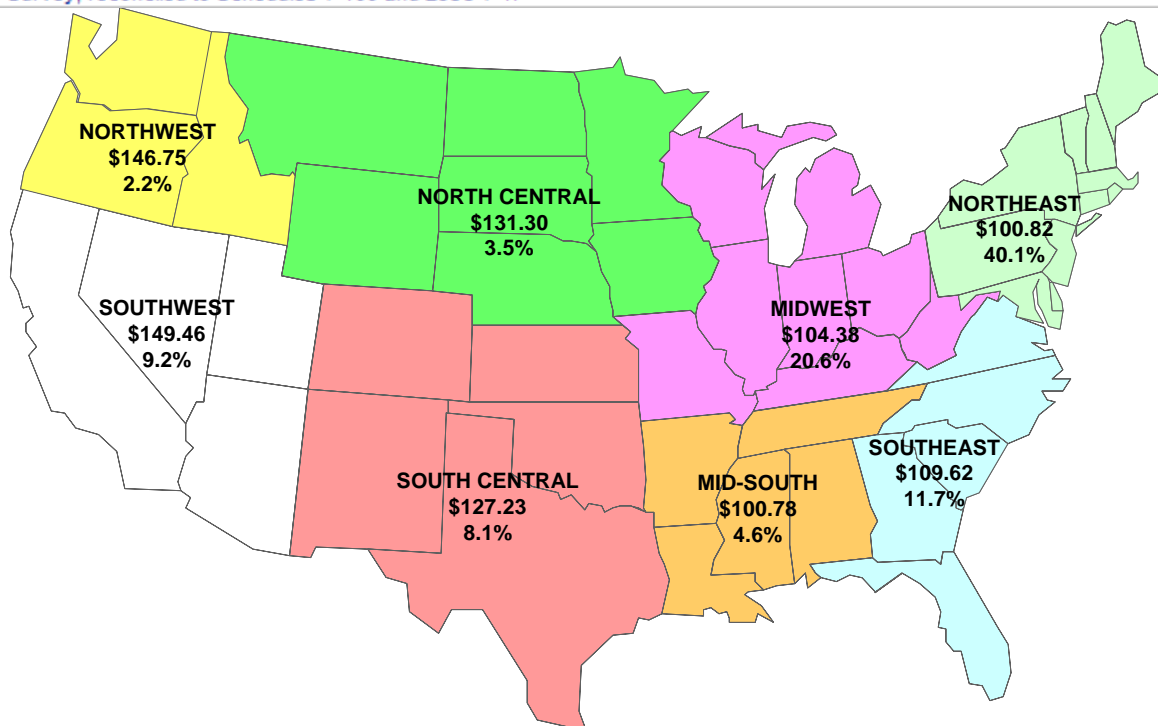 NORTHWEST
$146.75
2.2%
NORTH CENTRAL
$131.30
3.5%
NORTHEAST
$100.82
40.1%
SOUTHWEST
$149.46
9.2%
MIDWEST
$104.38
20.6%
SOUTHEAST
$109.62
11.7%
SOUTH CENTRAL
$127.23
8.1%
MID-SOUTH
$100.78
4.6%